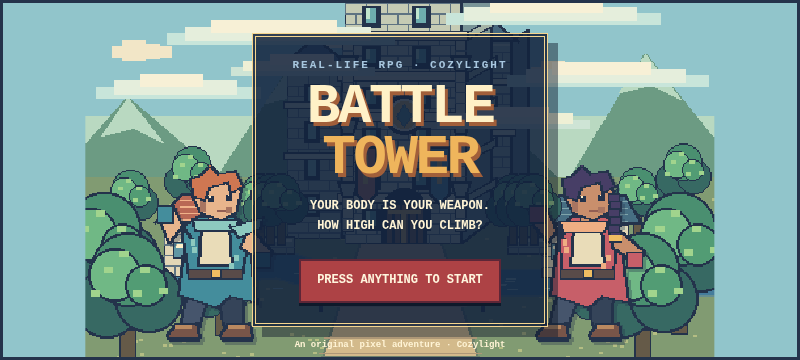 REAL-LIFE RPG · COZYLIGHT
BATTLE
TOWER
YOUR BODY IS YOUR WEAPON.
HOW HIGH CAN YOU CLIMB?
PRESS ANYTHING TO START
An original pixel adventure · Cozylight